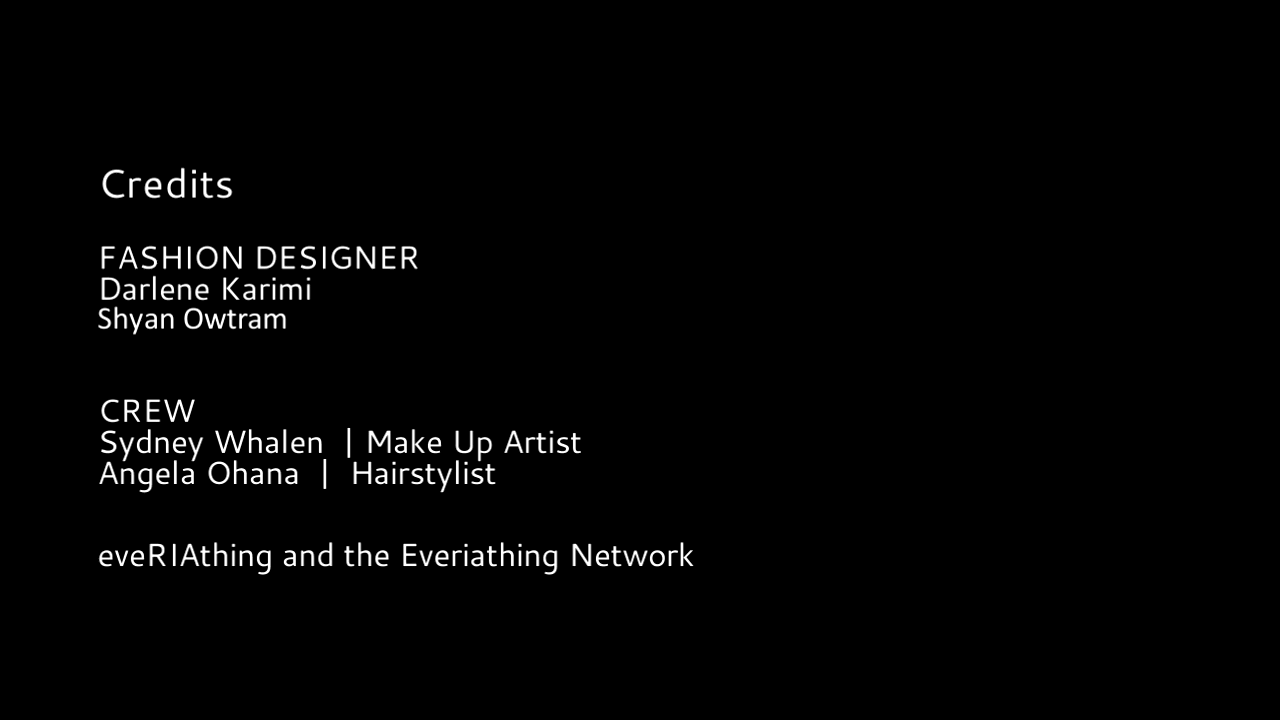 Credits
FASHION DESIGNER
Darlene Karimi
Shyan Owtram
CREW
Sydney Whalen | Make Up Artist
Angela Ohana | Hairstylist
eveRIAthing and the Everiathing Network